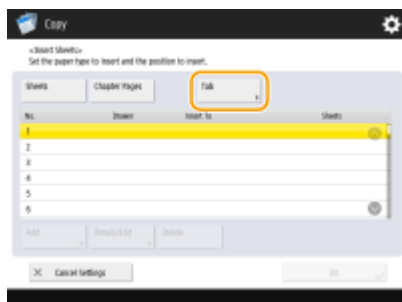 Copy
<Insert Sheets>
Set the paper type to insert and the position to insert.
Sheets Chapter Pages Tab
No. Drawer Insert To Sheets
1
2
3
4
5
6
Add Details/Edit Delete
Cancel Settings OK